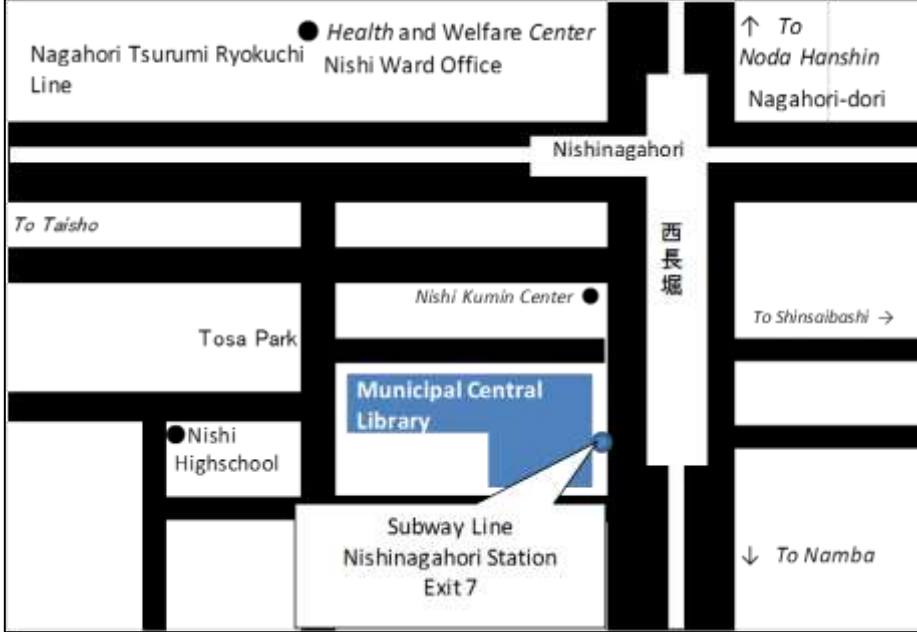 Health and Welfare Center
Nishi Ward Office
Nagahori Tsurumi Ryokuchi
Line
↑ To
Noda Hanshin
Nagahori-dori
Nishinagahori
To Taisho
西長堀
Nishi Kumin Center
To Shinsaibashi →
Tosa Park
Municipal Central
Library
Nishi
Highschool
Subway Line
Nishinagahori Station
Exit 7
↓ To Namba